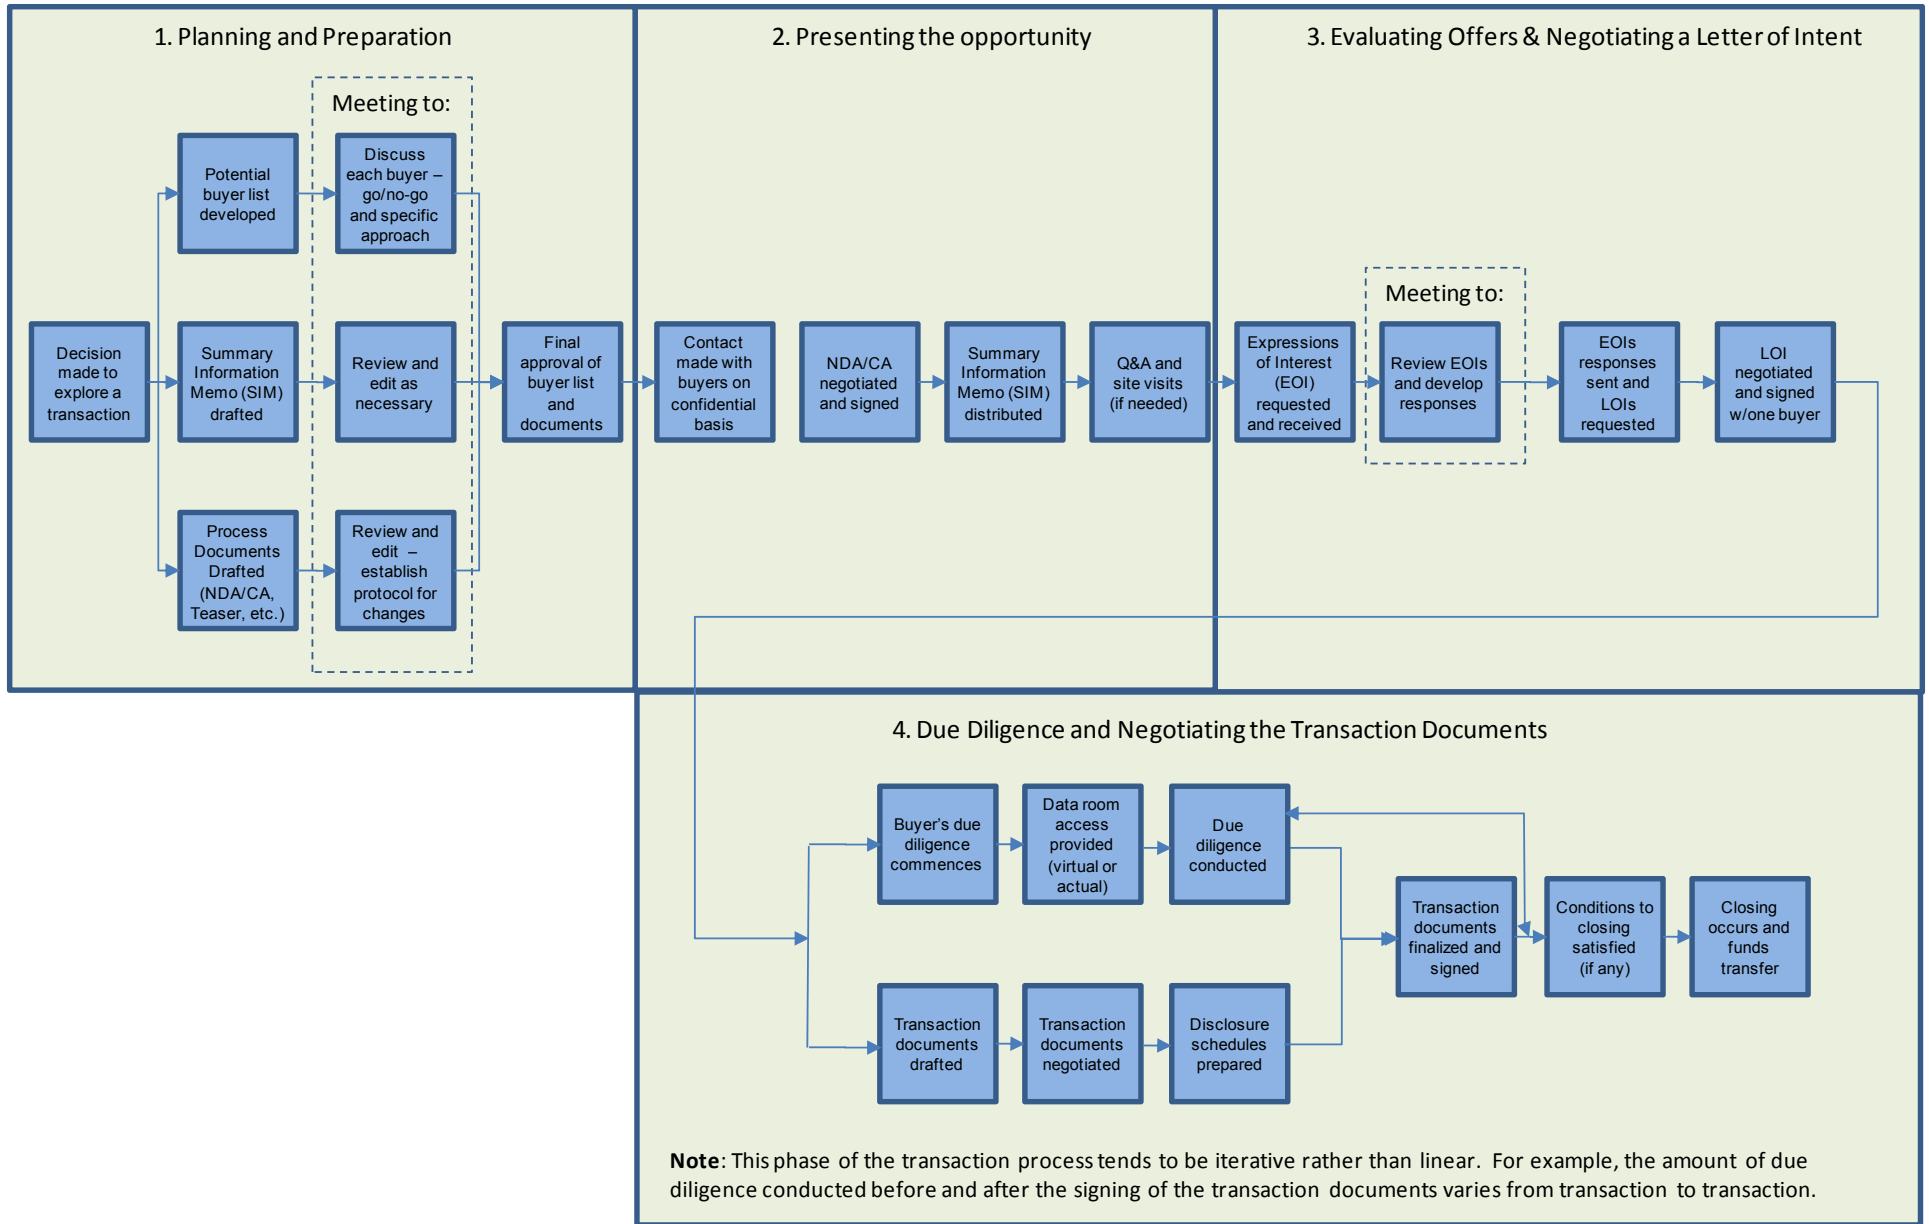 1. Planning and Preparation
Meeting to:
Potential
buyer list
developed
Discuss
each buyer –
go/no-go
and specific
approach
Decision
made to
explore a
transaction
Summary
Information
Memo (SIM)
drafted
Review and
edit as
necessary
Final
approval of
buyer list
and
documents
Process
Documents
Drafted
(NDA/CA,
Teaser, etc.)
Review and
edit –
establish
protocol for
changes
2. Presenting the opportunity
Contact
made with
buyers on
confidential
basis
NDA/CA
negotiated
and signed
Summary
Information
Memo (SIM)
distributed
Q&A and
site visits
(if needed)
3. Evaluating Offers & Negotiating a Letter of Intent
Expressions
of Interest
(EOI)
requested
and received
Meeting to:
Review EOIs
and develop
responses
EOIs
responses
sent and
LOIs
requested
LOI
negotiated
and signed
w/one buyer
4. Due Diligence and Negotiating the Transaction Documents
Buyer’s due
diligence
commences
Data room
access
provided
(virtual or
actual)
Due
diligence
conducted
Transaction
documents
drafted
Transaction
documents
negotiated
Disclosure
schedules
prepared
Transaction
documents
finalized and
signed
Conditions to
closing
satisfied
(if any)
Closing
occurs and
funds
transfer
Note: This phase of the transaction process tends to be iterative rather than linear. For example, the amount of due
diligence conducted before and after the signing of the transaction documents varies from transaction to transaction.